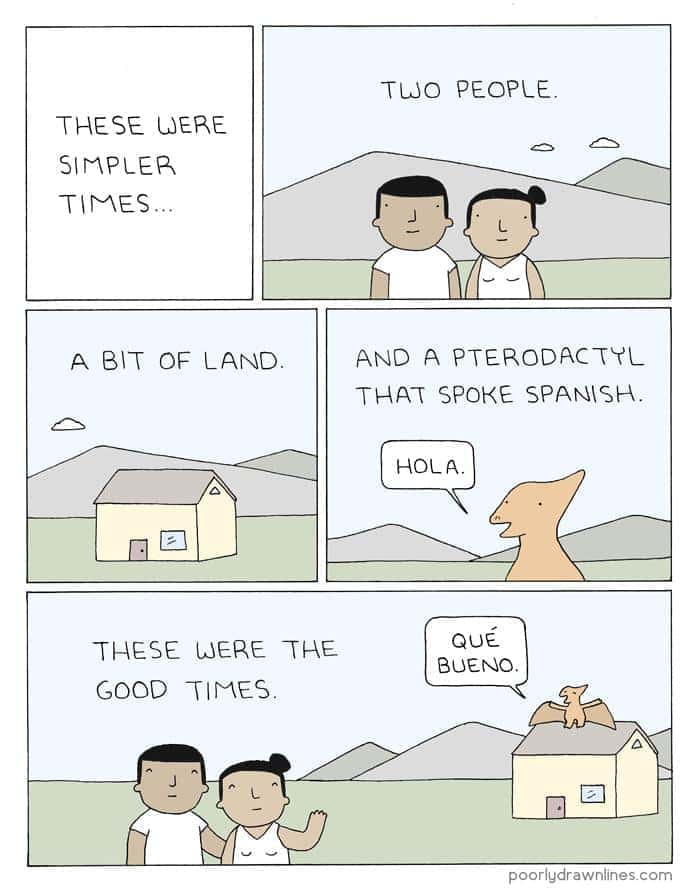 THESE WERE
SIMPLER
TIMES...
TWO PEOPLE.
A BIT OF LAND.
AND A PTERODACTYL
THAT SPOKE SPANISH.
HOLA.
THESE WERE THE
GOOD TIMES.
QUÉ
BUENO.
poorlydrawnlines.com